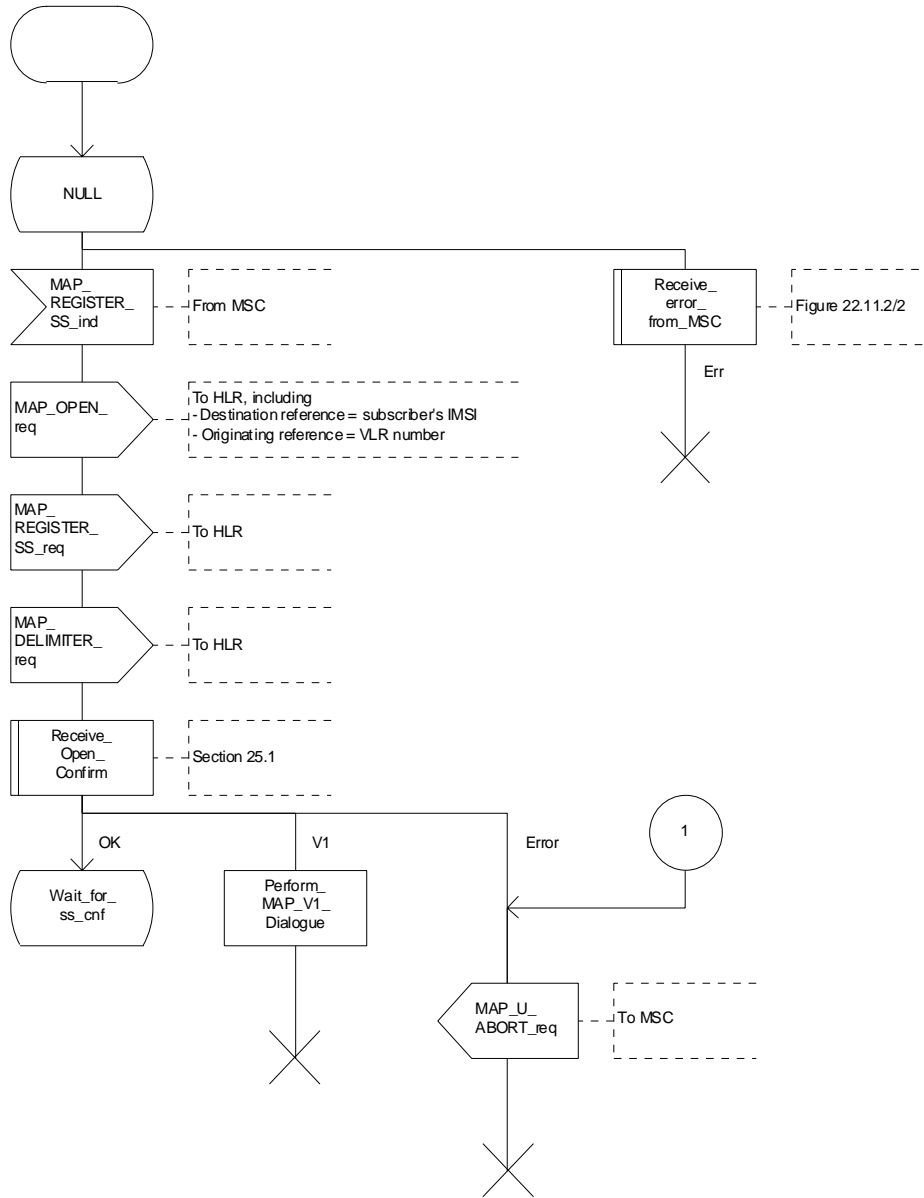 NULL
MAP_
REGISTER_
SS_ind
From MSC
Receive_
error_
from_MSC
Figure 22.11.2/2
Err
MAP_OPEN_
req
To HLR, including
- Destination reference = subscriber's IMSI
- Originating reference = VLR number
MAP_
REGISTER_
SS_req
To HLR
MAP_
DELIMITER_
req
To HLR
Receive_
Open_
Confirm
Section 25.1
OK
V1
Error
1
Wait_for_
ss_cnf
Perform_
MAP_V1_
Dialogue
MAP_U_
ABORT_req
To MSC